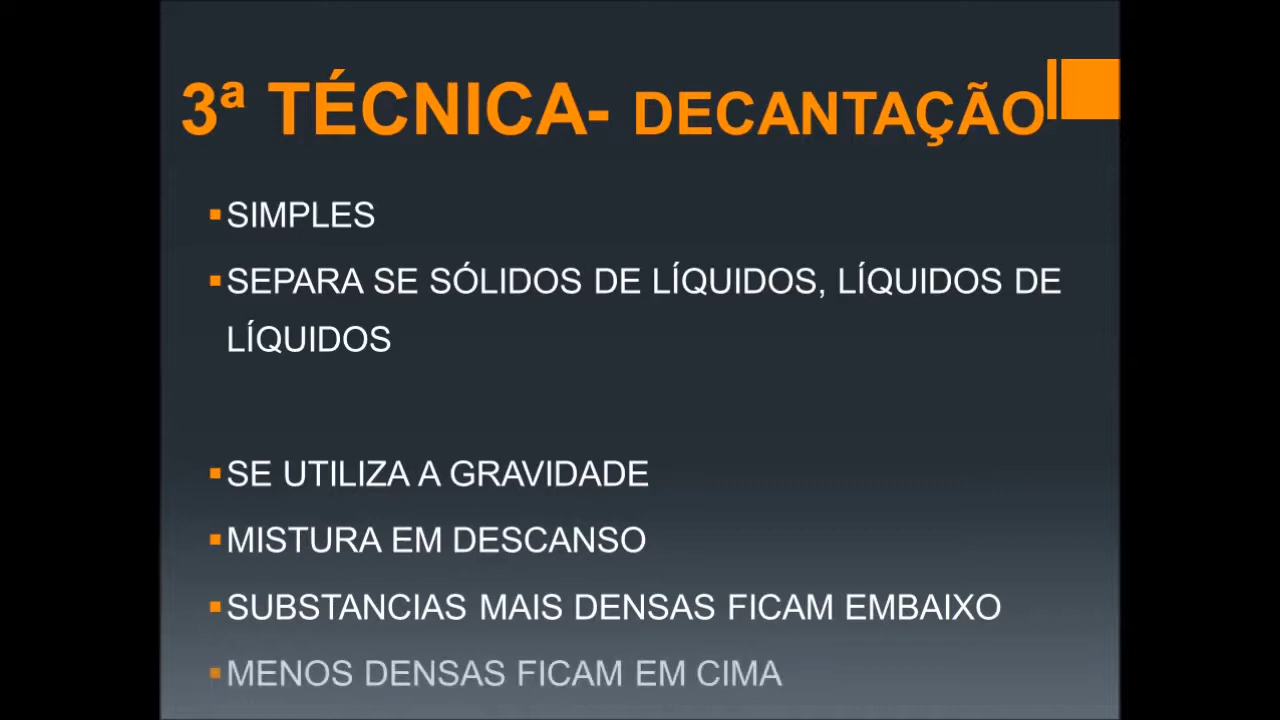 3ª TÉCNICA- DECANTAÇÃO
▪SIMPLES
▪SEPARA SE SÓLIDOS DE LÍQUIDOS, LÍQUIDOS DE
LÍQUIDOS
▪SE UTILIZA A GRAVIDADE
▪MISTURA EM DESCANSO
▪SUBSTANCIAS MAIS DENSAS FICAM EMBAIXO
▪MENOS DENSAS FICAM EM CIMA